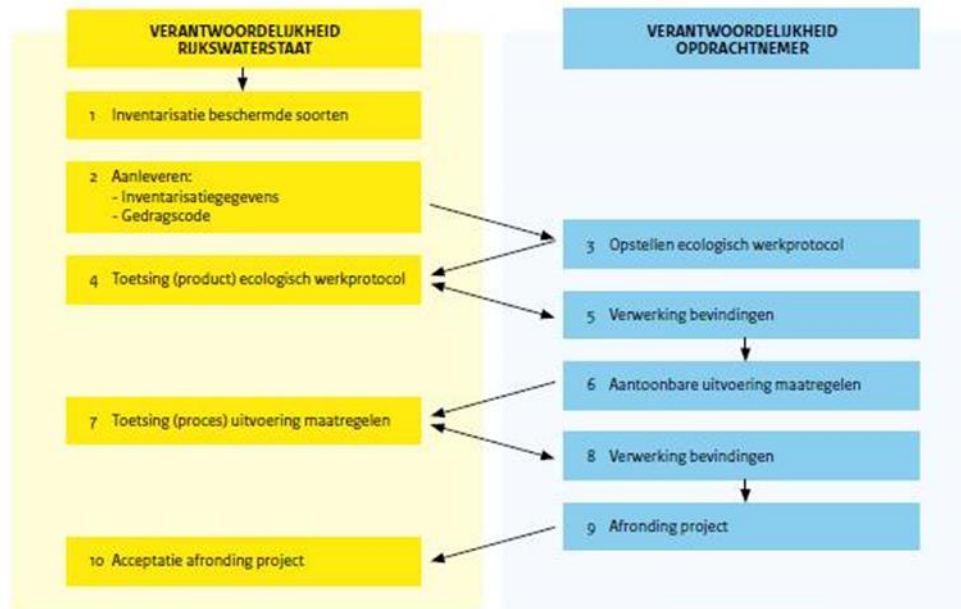 VERANTWOORDELIJKHEID
RIJKSWATERSTAAT
VERANTWOORDELIJKHEID
OPDRACHTNEMER
1 Inventarisatie beschermde soorten
2 Aanleveren:
- Inventarisatiegegevens
- Gedragscode
3 Opstellen ecologisch werkprotocol
4 Toetsing (product) ecologisch werkprotocol
5 Verwerking bevindingen
6 Aantoonbare uitvoering maatregelen
7 Toetsing (proces) uitvoering maatregelen
8 Verwerking bevindingen
9 Afronding project
10 Acceptatie afronding project